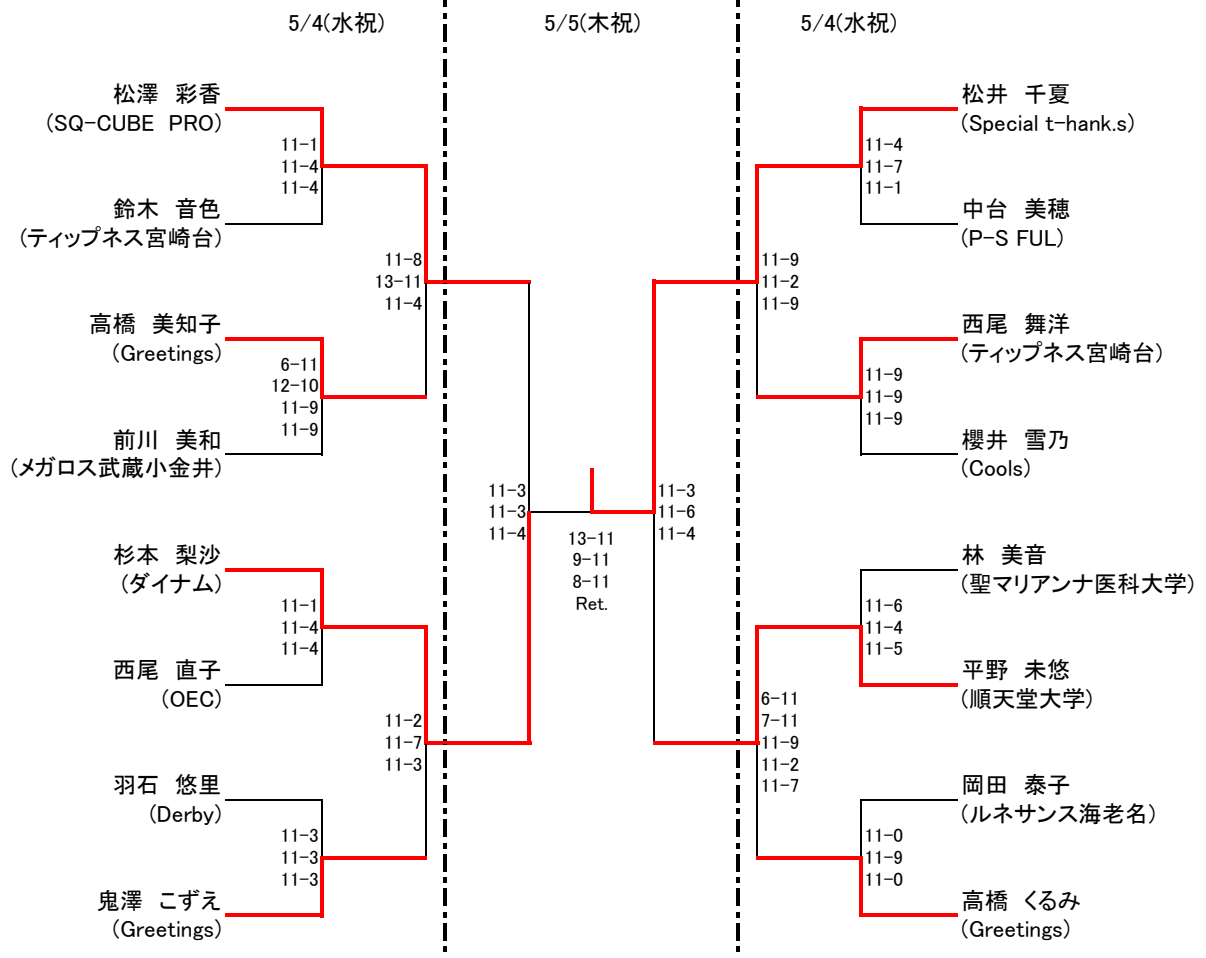 5/4(水祝)
5/5(木祝)
5/4(水祝)
松澤 彩香
(SQ-CUBE PRO)
11-1
11-4
11-4
鈴木 音色
(ティップネス宮崎台)
11-8
13-11
11-4
高橋 美知子
(Greetings)
6-11
12-10
11-9
11-9
前川 美和
(メガロス武蔵小金井)
11-3
11-3
11-4
杉本 梨沙
(ダイナム)
11-1
11-4
11-4
西尾 直子
(OEC)
11-2
11-7
11-3
羽石 悠里
(Derby)
11-3
11-3
11-3
鬼澤 こずえ
(Greetings)
13-11
9-11
8-11
Ret.
松井 千夏
(Special t-hank.s)
11-4
11-7
11-1
中台 美穂
(P-S FUL)
11-9
11-2
11-9
西尾 舞洋
(ティップネス宮崎台)
11-9
11-9
11-9
櫻井 雪乃
(Cools)
11-3
11-6
11-4
林 美音
(聖マリアンナ医科大学)
11-6
11-4
11-5
平野 未悠
(順天堂大学)
6-11
7-11
11-9
11-2
11-7
岡田 泰子
(ルネサンス海老名)
11-0
11-9
11-0
高橋 くるみ
(Greetings)